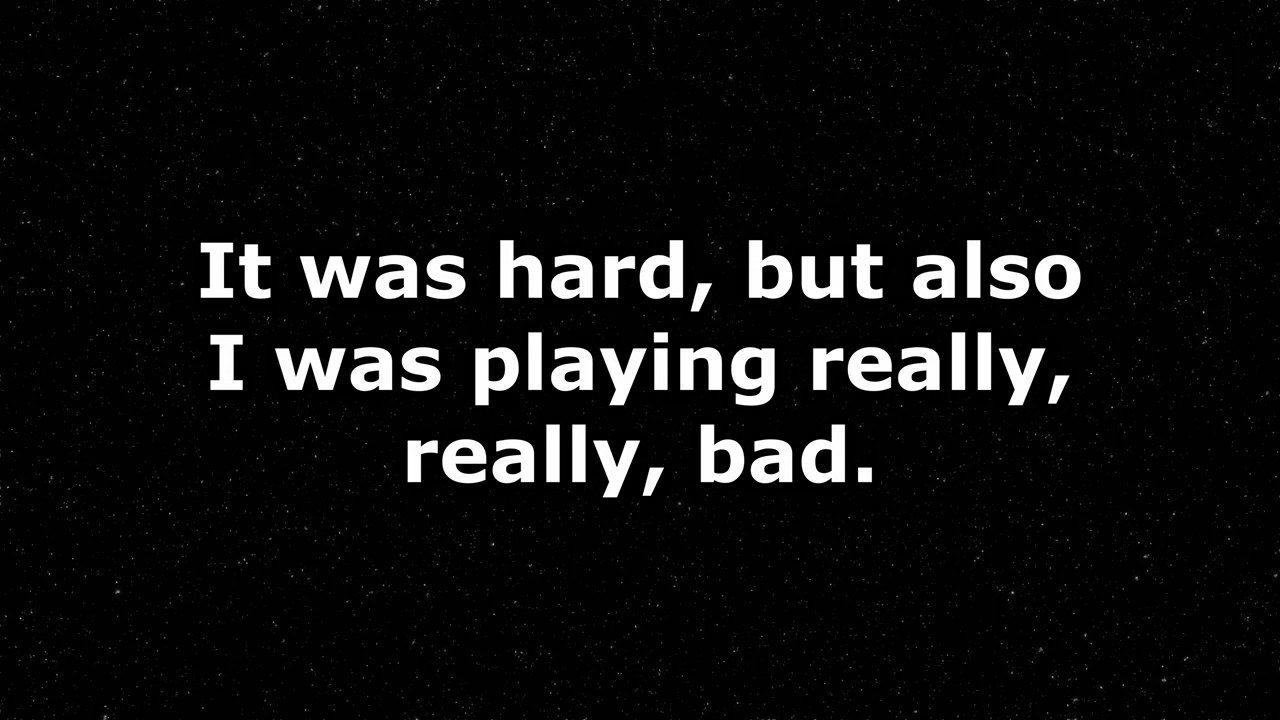 It was hard, but also
I was playing really,
really, bad.